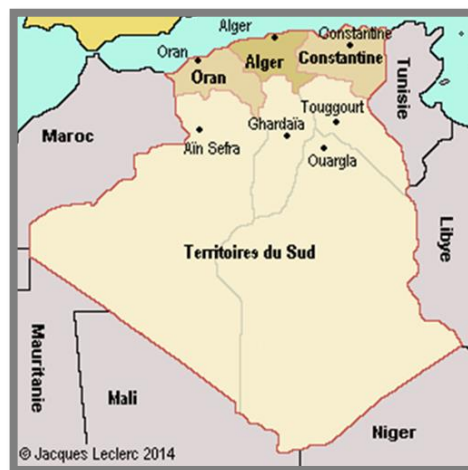 Alger
Constantine
Oran
Oran
Alger
Constantine
Tunisie
Maroc
Touggourt
Ghardaïa
Aïn Sefra
Ouargla
Libye
Territoires du Sud
Mauritanie
Mali
Niger
© Jacques Leclerc 2014